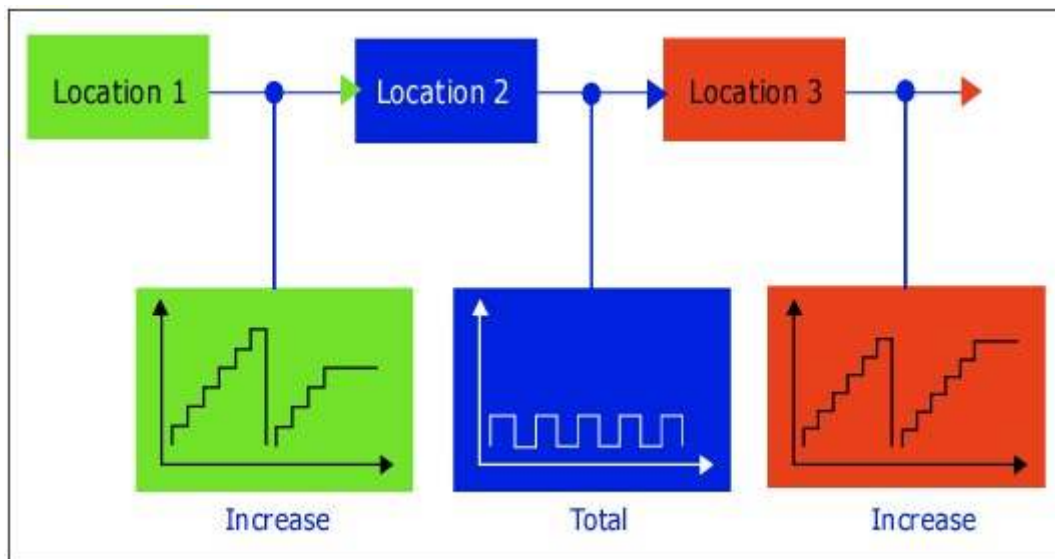 Location 1
Location 2
Location 3
Increase
Total
Increase